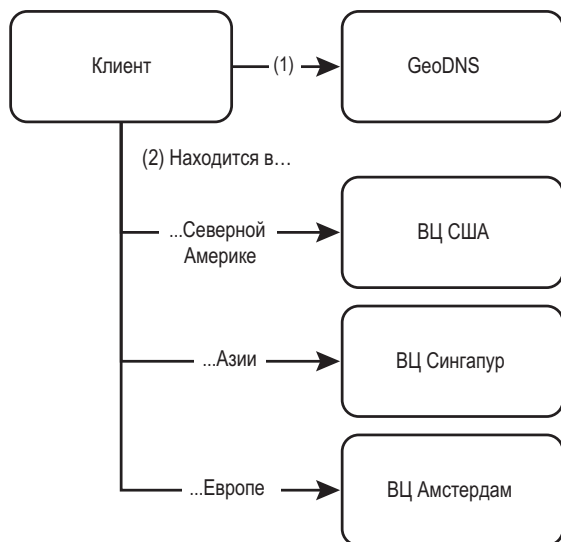 Клиент
(1)
GeoDNS
(2) Находится в…
...Северной
Америке
ВЦ США
...Азии
ВЦ Сингапур
...Европе
ВЦ Амстердам